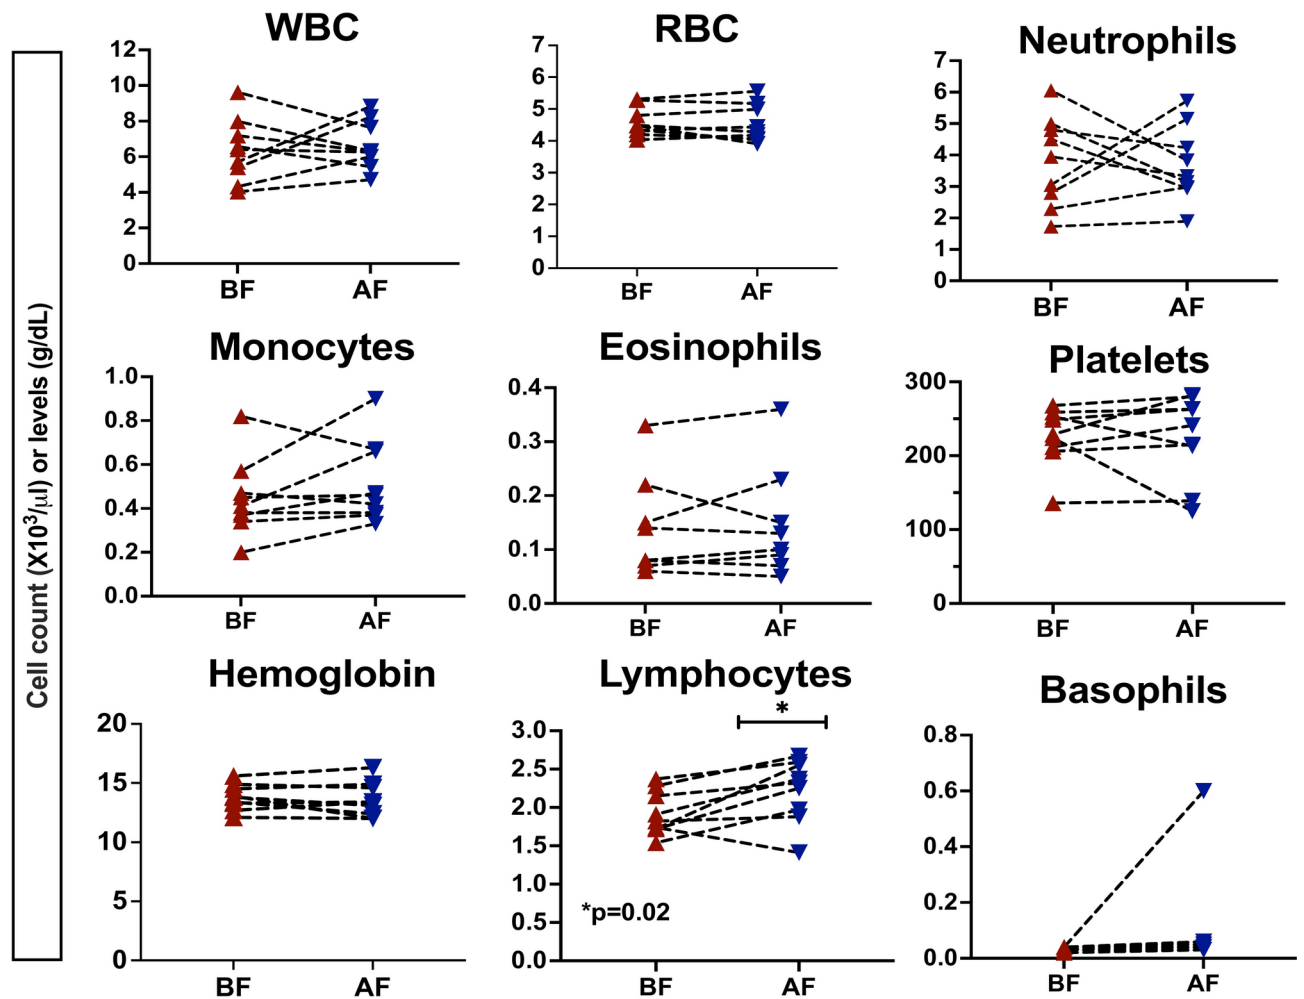 Cell count (X10³/µl) or levels (g/dL)
WBC
12
10
8
6
4
2
0
BF AF
RBC
7
6
5
4
3
2
1
0
BF AF
Neutrophils
7
6
5
4
3
2
1
0
BF AF
Monocytes
1.0
0.8
0.6
0.4
0.2
0.0
BF AF
Eosinophils
0.4
0.3
0.2
0.1
0.0
BF AF
Platelets
300
200
100
0
BF AF
Hemoglobin
20
15
10
5
0
BF AF
Lymphocytes
*
3.0
2.5
2.0
1.5
1.0
0.5
0.0
*p=0.02
BF AF
Basophils
0.8
0.6
0.4
0.2
0.0
BF AF